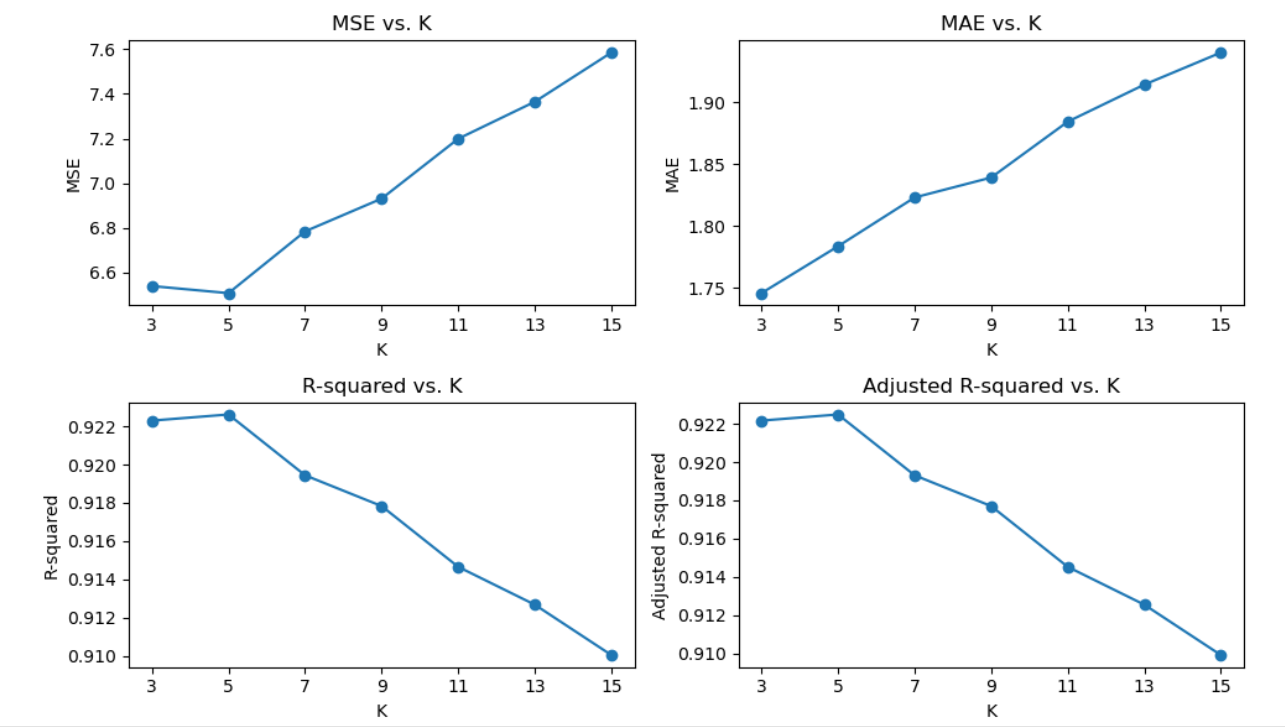 MSE vs. K
MSE
7.6
7.4
7.2
7.0
6.8
6.6
3 5 7 9 11 13 15
K
MAE vs. K
MAE
1.90
1.85
1.80
1.75
3 5 7 9 11 13 15
K
R-squared vs. K
R-squared
0.922
0.920
0.918
0.916
0.914
0.912
0.910
3 5 7 9 11 13 15
K
Adjusted R-squared vs. K
Adjusted R-squared
0.922
0.920
0.918
0.916
0.914
0.912
0.910
3 5 7 9 11 13 15
K